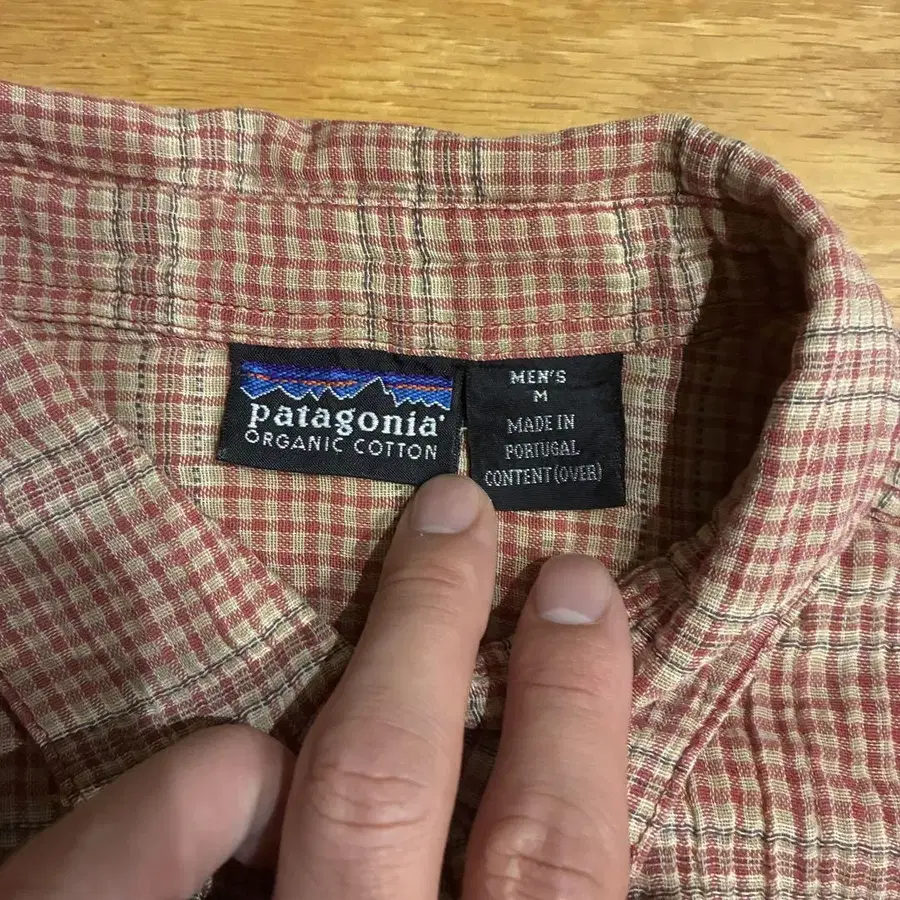 patagonia®
ORGANIC COTTON
MEN'S
M
MADE IN
PORTUGAL
CONTENT (OVER)